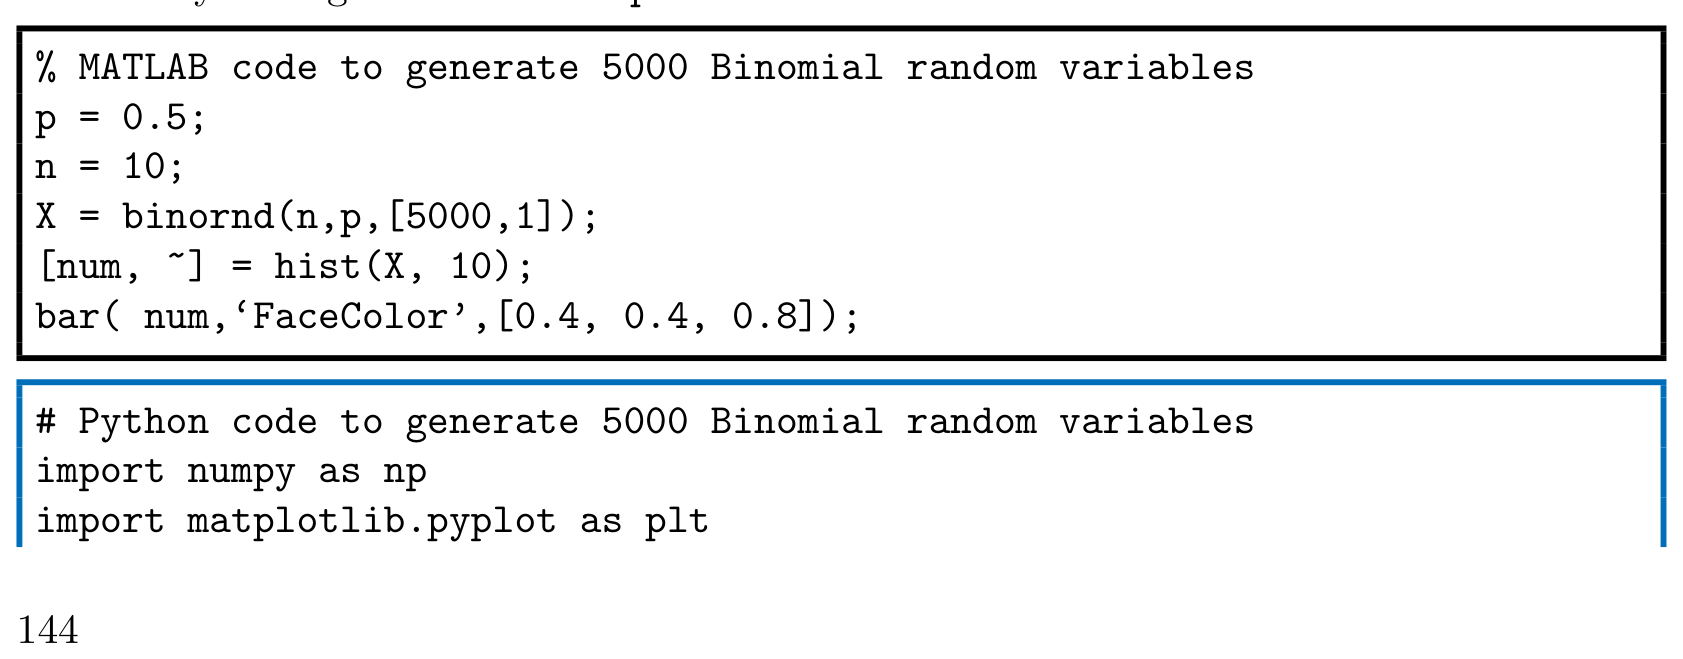 % MATLAB code to generate 5000 Binomial random variables
p = 0.5;
n = 10;
X = binornd(n,p,[5000,1]);
[num, ~] = hist(X, 10);
bar( num,‘FaceColor’,[0.4, 0.4, 0.8]);
# Python code to generate 5000 Binomial random variables
import numpy as np
import matplotlib.pyplot as plt
144